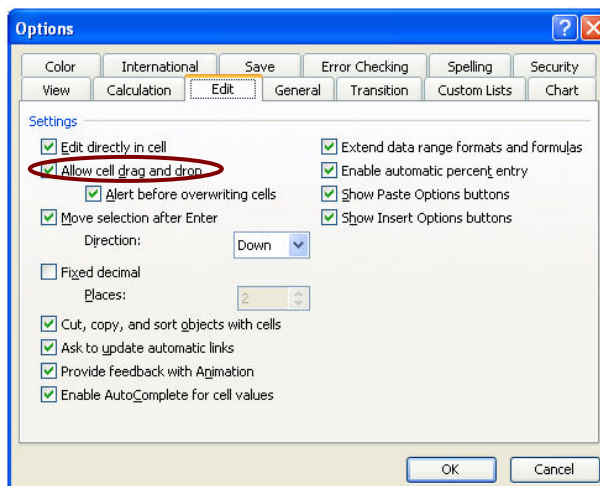 Options
Color International Save Error Checking Spelling Security
View Calculation Edit General Transition Custom Lists Chart
Settings
Edit directly in cell
Allow cell drag and drop
Alert before overwriting cells
Move selection after Enter
Direction: Down
Fixed decimal
Places: 2
Cut, copy, and sort objects with cells
Ask to update automatic links
Provide feedback with Animation
Enable AutoComplete for cell values
Extend data range formats and formulas
Enable automatic percent entry
Show Paste Options buttons
Show Insert Options buttons
OK Cancel